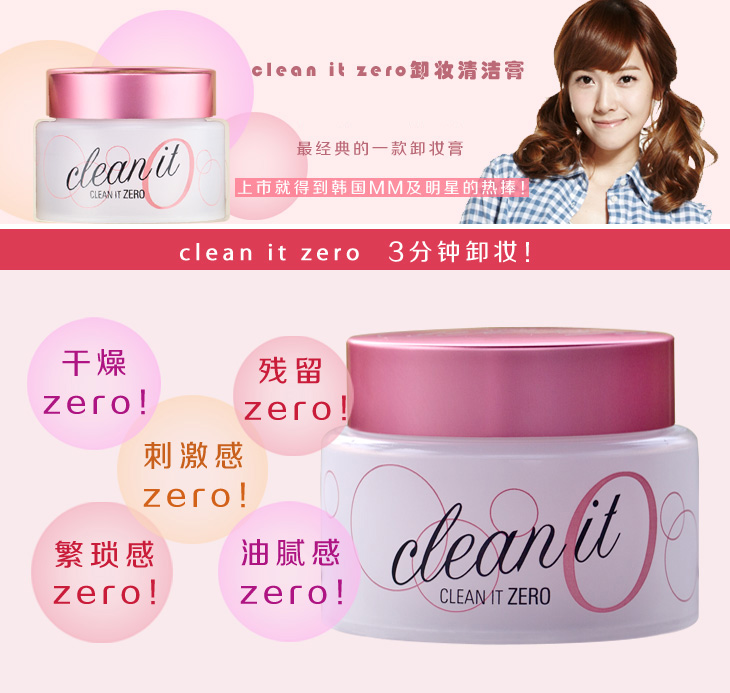 clean it zero卸妆清洁膏
最经典的一款卸妆膏
上市就得到韩国MM及明星的热捧!
clean it 0
CLEAN IT ZERO
clean it zero 3分钟卸妆!
干燥
zero!
残留
zero!
刺激感
zero!
繁琐感
zero!
油腻感
zero!
clean it 0
CLEAN IT ZERO